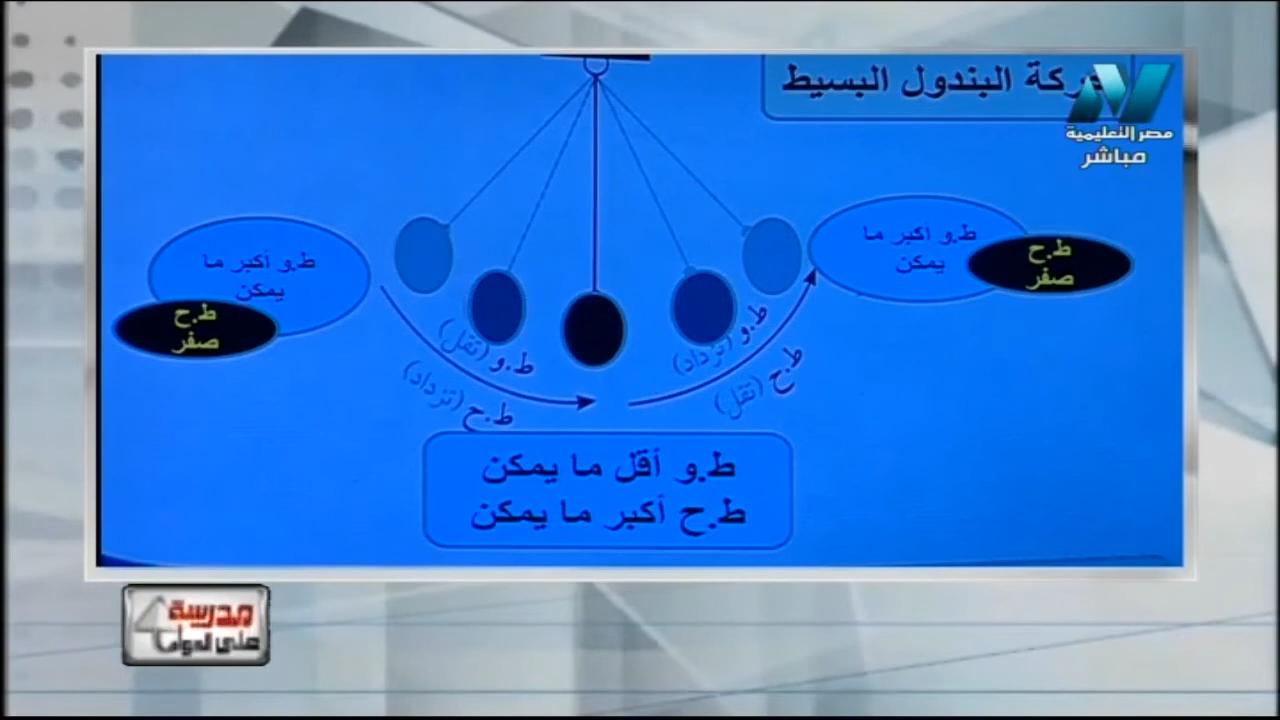 حركة البندول البسيط
مصر التعليمية
مباشر
ط.و أكبر ما
يمكن
ط.ح
صفر
ط.و أكبر ما
يمكن
ط.ح
صفر
ط.و (تزداد)
ط.ح (تقل)
ط.و (تقل)
ط.ح (تزداد)
ط.و أقل ما يمكن
ط.ح أكبر ما يمكن
مدرسة
على الهواء